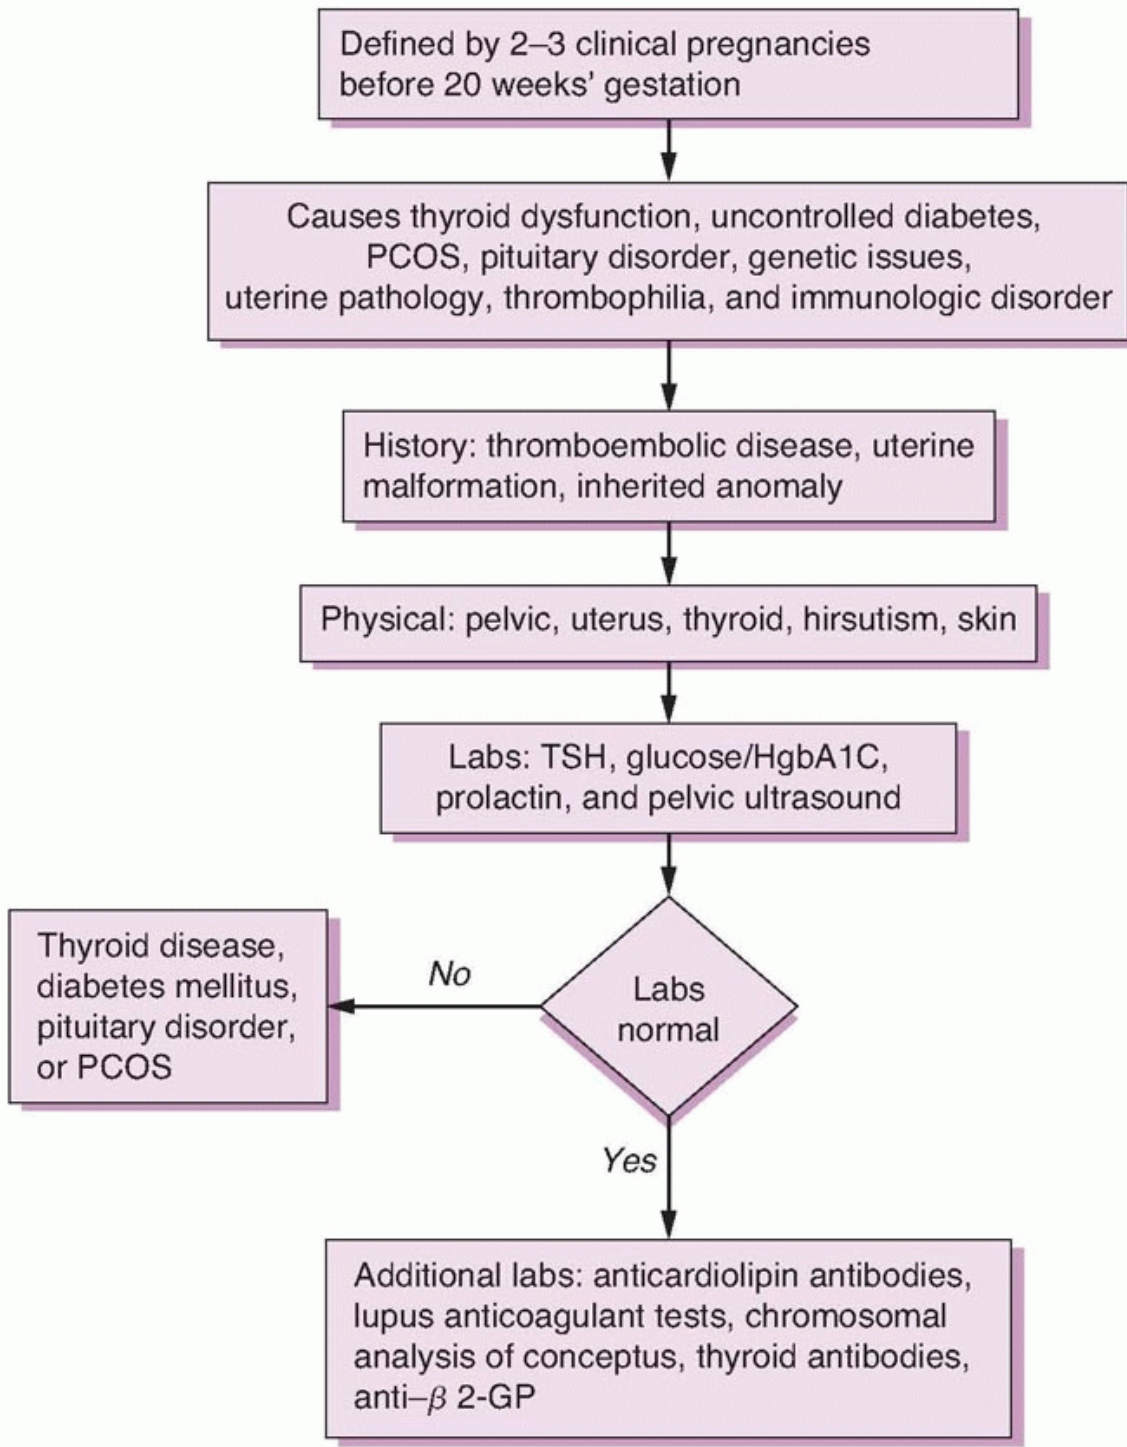 Defined by 2–3 clinical pregnancies
before 20 weeks' gestation
Causes thyroid dysfunction, uncontrolled diabetes,
PCOS, pituitary disorder, genetic issues,
uterine pathology, thrombophilia, and immunologic disorder
History: thromboembolic disease, uterine
malformation, inherited anomaly
Physical: pelvic, uterus, thyroid, hirsutism, skin
Labs: TSH, glucose/HgbA1C,
prolactin, and pelvic ultrasound
Labs
normal
No
Thyroid disease,
diabetes mellitus,
pituitary disorder,
or PCOS
Yes
Additional labs: anticardiolipin antibodies,
lupus anticoagulant tests, chromosomal
analysis of conceptus, thyroid antibodies,
anti–β 2-GP